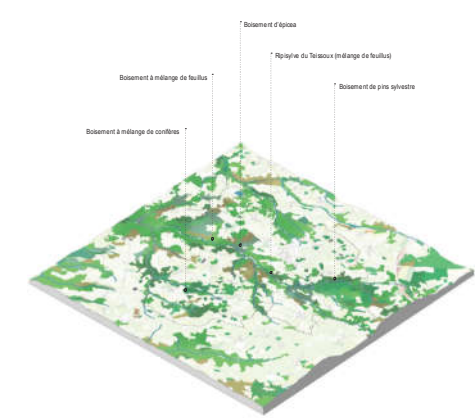 Boisement d'épicea
Ripisylve du Teissoux (mélange de feuillus)
Boisement à mélange de feuillus
Boisement de pins sylvestre
Boisement à mélange de conifères